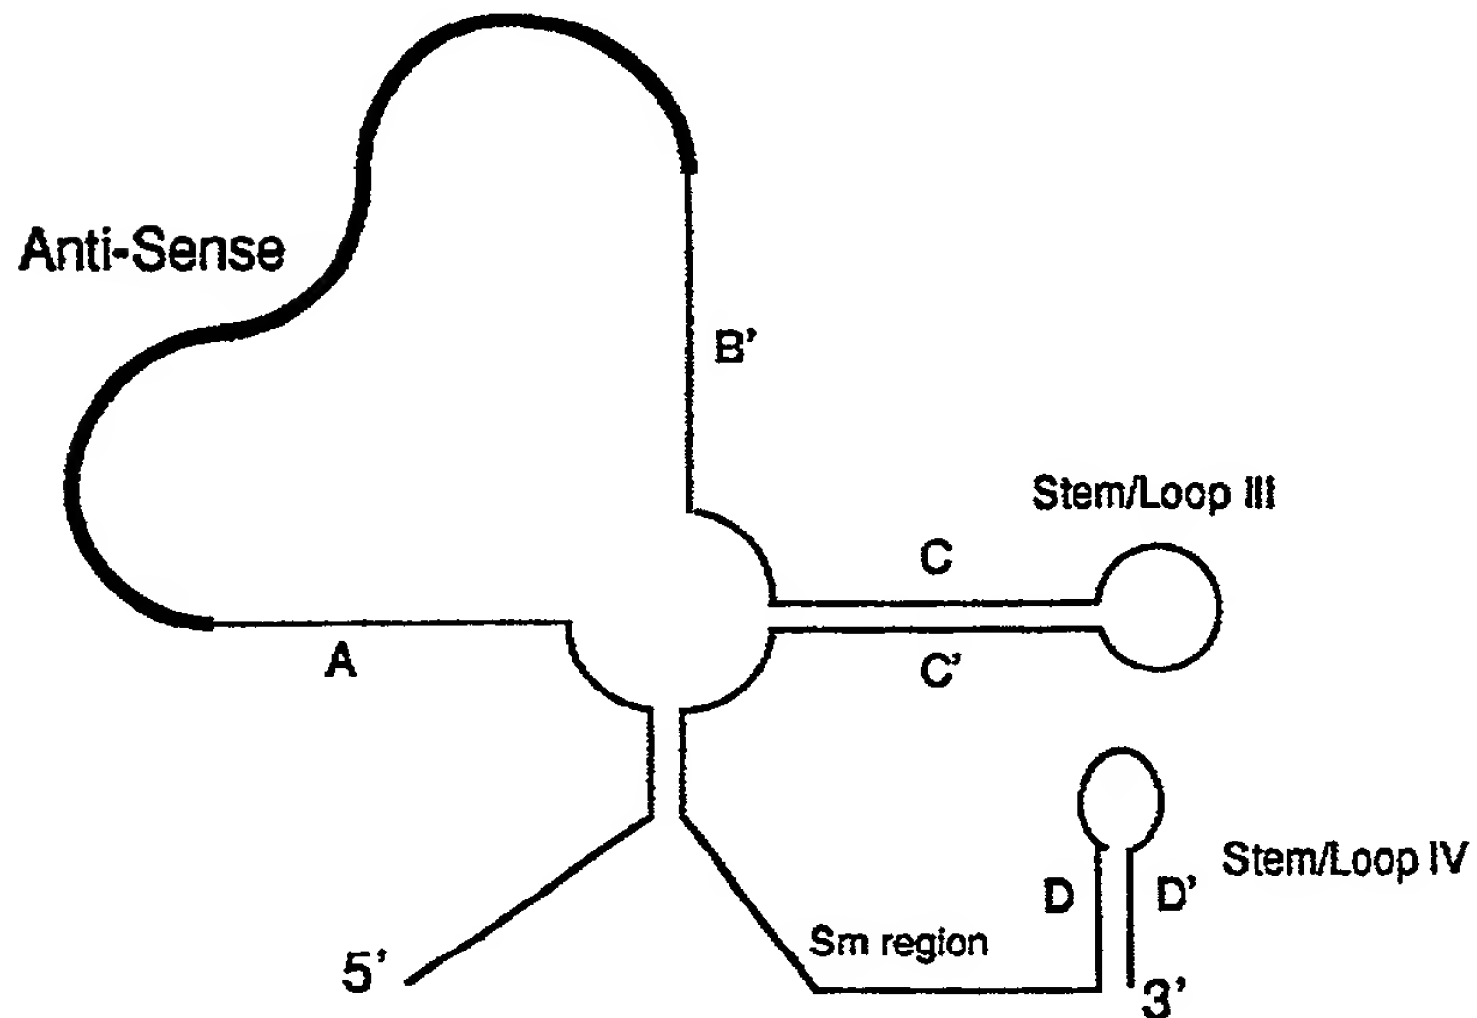 Anti-Sense
B'
Stem/Loop III
C
A
C'
Stem/Loop IV
D
D'
Sm region
5'
3'